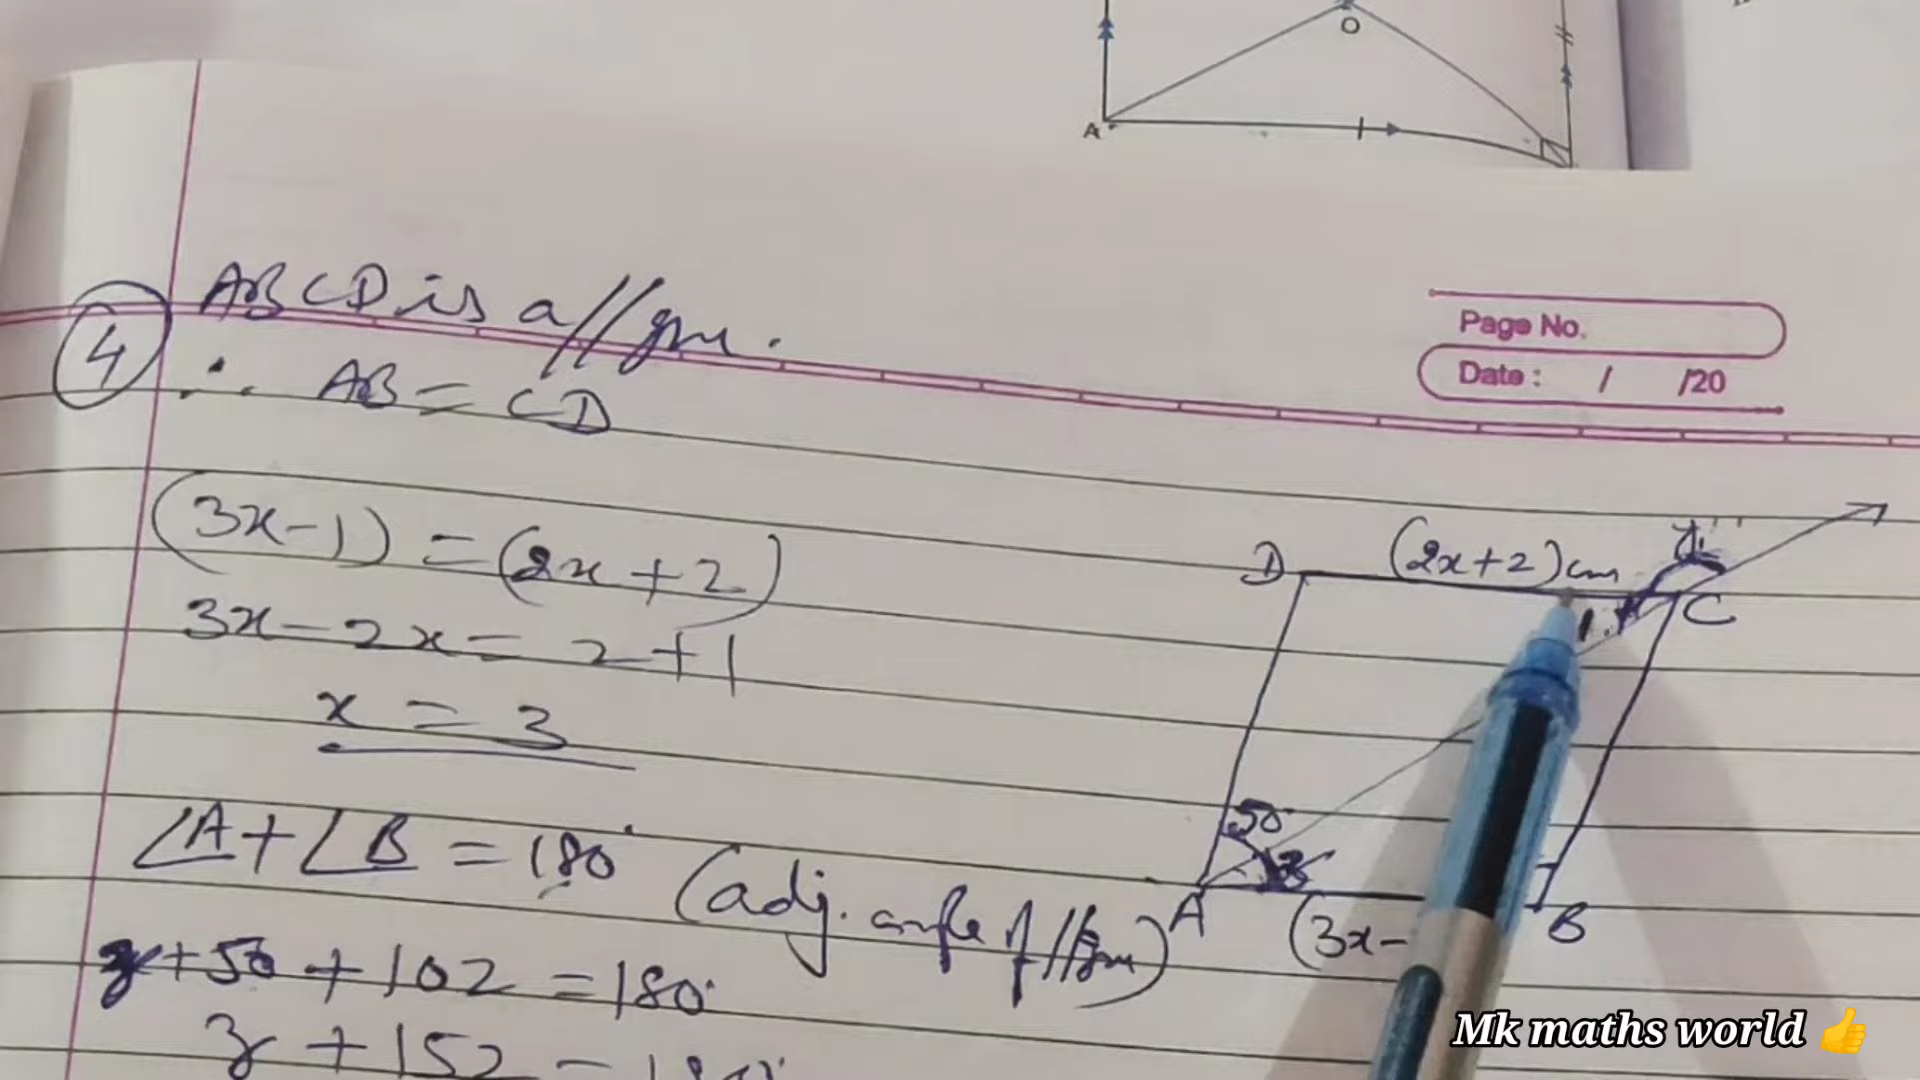 O
A
Page No.
Date : / /20
4 ABCD is a //gm.
∴ AB = CD
(3x-1) = (2x+2)
3x-2x = 2+1
x = 3
∠A+∠B = 180° (adj. angle of //gm)
z+50+102 = 180°
z+152 =
D (2x+2)cm C
50°
z
A (3x- B
Mk maths world 👍